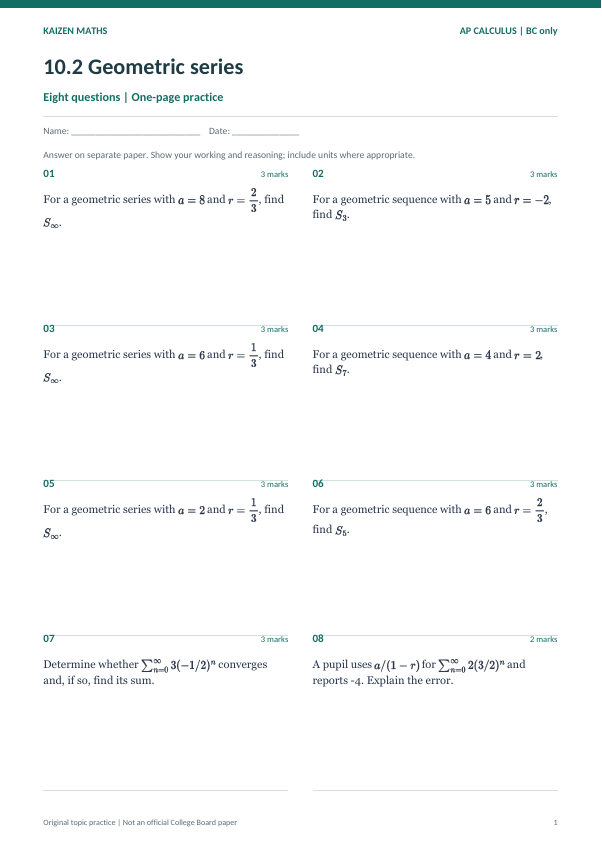 KAIZEN MATHS
AP CALCULUS | BC only
10.2 Geometric series
Eight questions | One-page practice
Name: ____________________________ Date: ______________
Answer on separate paper. Show your working and reasoning; include units where appropriate.
01 3 marks
For a geometric series with a = 8 and r = 2/3, find
S∞.
02 3 marks
For a geometric sequence with a = 5 and r = −2,
find S₃.
03 3 marks
For a geometric series with a = 6 and r = 1/3, find
S∞.
04 3 marks
For a geometric sequence with a = 4 and r = 2,
find S₇.
05 3 marks
For a geometric series with a = 2 and r = 1/3, find
S∞.
06 3 marks
For a geometric sequence with a = 6 and r = 2/3,
find S₅.
07 3 marks
Determine whether ∑_{n=0}^{∞} 3(−1/2)ⁿ converges
and, if so, find its sum.
08 2 marks
A pupil uses a/(1 − r) for ∑_{n=0}^{∞} 2(3/2)ⁿ and
reports -4. Explain the error.
Original topic practice | Not an official College Board paper
1